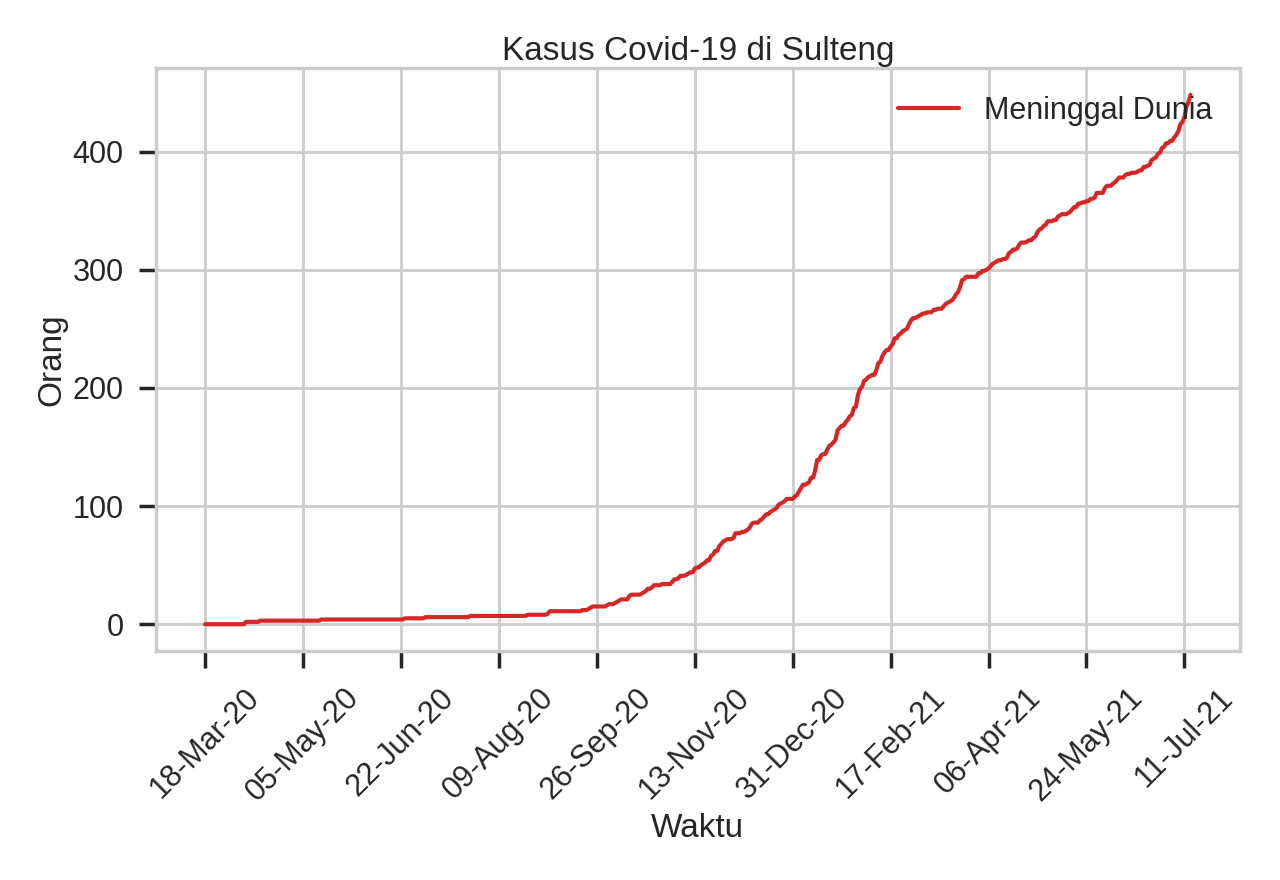 Kasus Covid-19 di Sulteng
Meninggal Dunia
400
300
200
100
0
Orang
18-Mar-20
05-May-20
22-Jun-20
09-Aug-20
26-Sep-20
13-Nov-20
31-Dec-20
17-Feb-21
06-Apr-21
24-May-21
11-Jul-21
Waktu